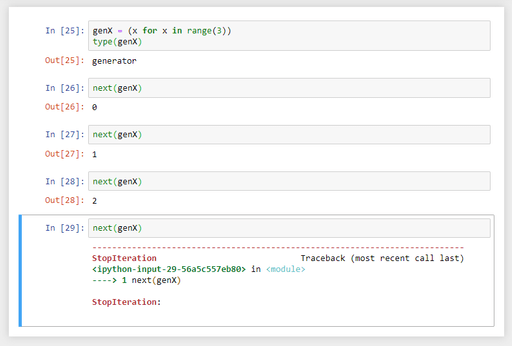 In [25]: genX = (x for x in range(3))
type(genX)
Out[25]: generator
In [26]: next(genX)
Out[26]: 0
In [27]: next(genX)
Out[27]: 1
In [28]: next(genX)
Out[28]: 2
In [29]: next(genX)
---------------------------------------------------------------------------
StopIteration                             Traceback (most recent call last)
<ipython-input-29-56a5c557eb80> in <module>
----> 1 next(genX)
StopIteration: